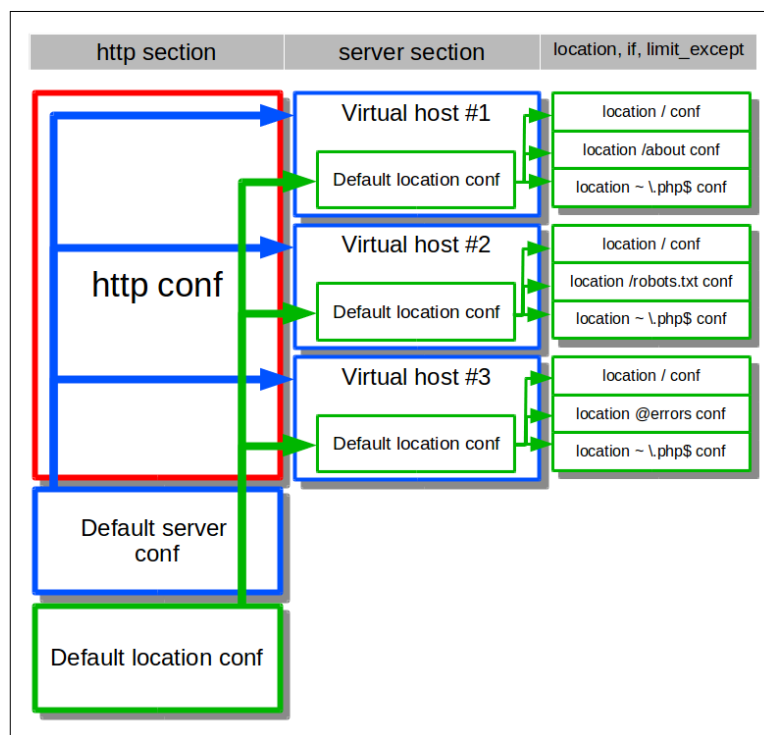 http section
server section
location, if, limit_except
http conf
Default server
conf
Default location conf
Virtual host #1
Default location conf
location / conf
location /about conf
location ~ \.php$ conf
Virtual host #2
Default location conf
location / conf
location /robots.txt conf
location ~ \.php$ conf
Virtual host #3
Default location conf
location / conf
location @errors conf
location ~ \.php$ conf